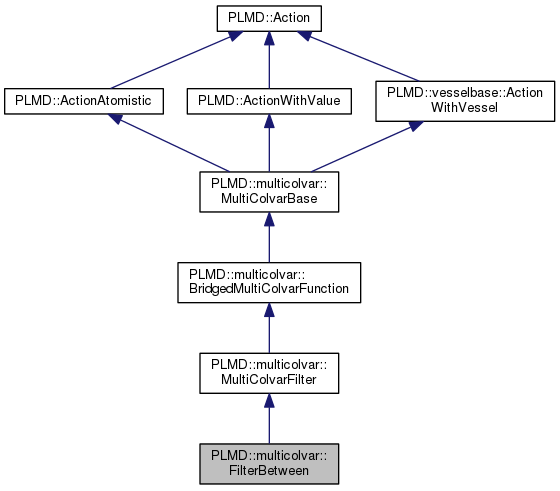 PLMD::Action
PLMD::ActionAtomistic
PLMD::ActionWithValue
PLMD::vesselbase::Action
WithVessel
PLMD::multicolvar::
MultiColvarBase
PLMD::multicolvar::
BridgedMultiColvarFunction
PLMD::multicolvar::
MultiColvarFilter
PLMD::multicolvar::
FilterBetween